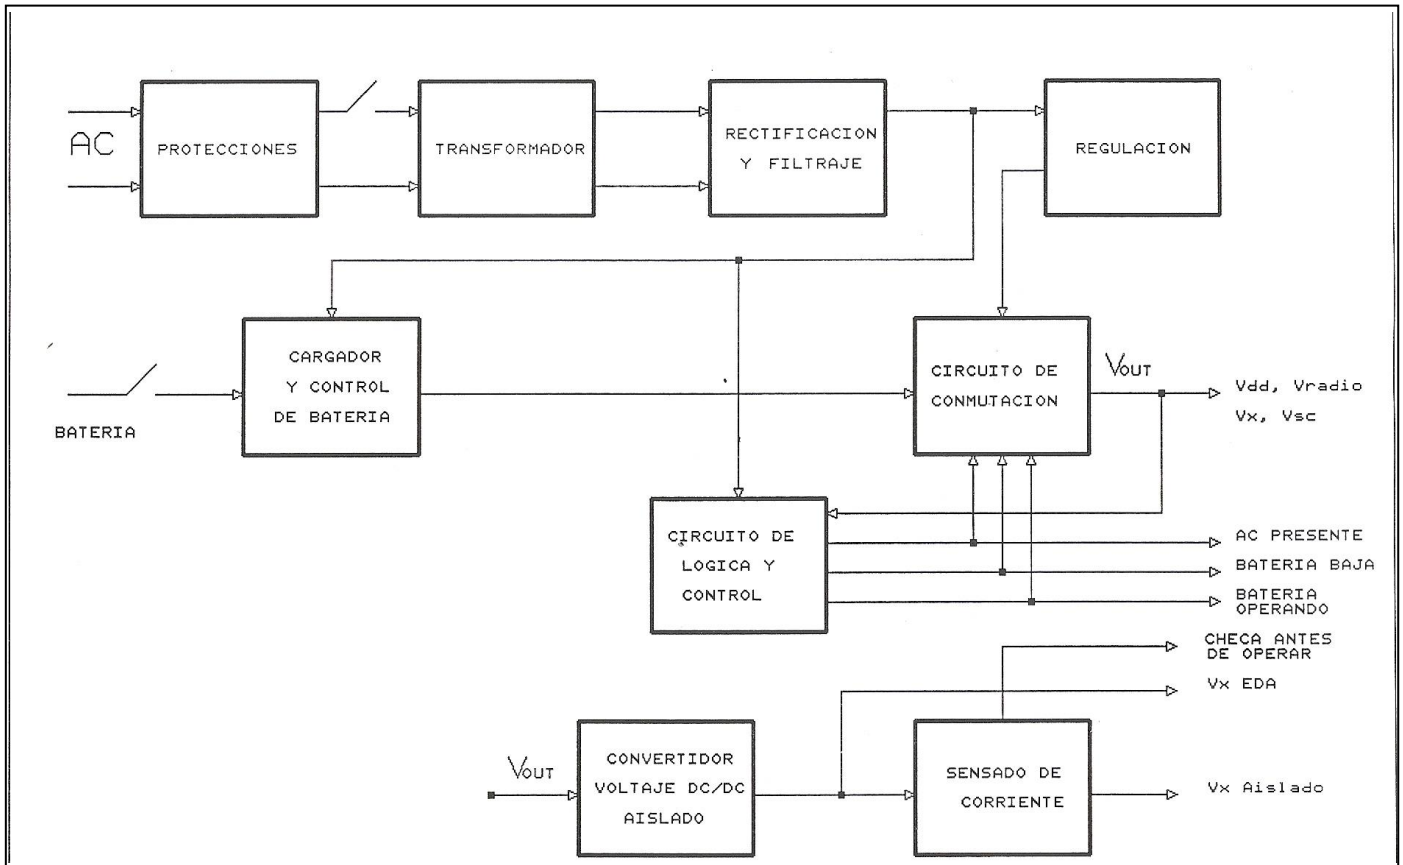 AC
PROTECCIONES
TRANSFORMADOR
RECTIFICACION
Y FILTRAJE
REGULACION
BATERIA
CARGADOR
Y CONTROL
DE BATERIA
CIRCUITO DE
CONMUTACION
VOUT
Vdd, Vradio
Vx, Vsc
CIRCUITO DE
LOGICA Y
CONTROL
AC PRESENTE
BATERIA BAJA
BATERIA
OPERANDO
CHECA ANTES
DE OPERAR
Vx EDA
VOUT
CONVERTIDOR
VOLTAJE DC/DC
AISLADO
SENSADO DE
CORRIENTE
Vx Aislado